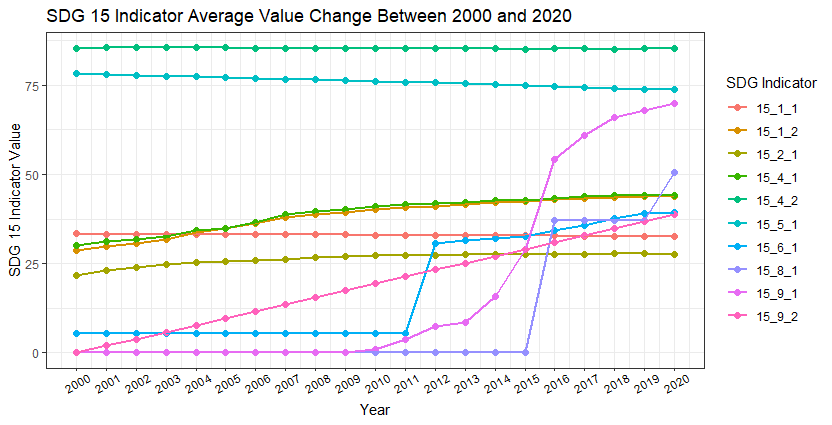 SDG 15 Indicator Average Value Change Between 2000 and 2020
SDG 15 Indicator Value
75
50
25
0
2000 2001 2002 2003 2004 2005 2006 2007 2008 2009 2010 2011 2012 2013 2014 2015 2016 2017 2018 2019 2020
Year
SDG Indicator
15_1_1
15_1_2
15_2_1
15_4_1
15_4_2
15_5_1
15_6_1
15_8_1
15_9_1
15_9_2